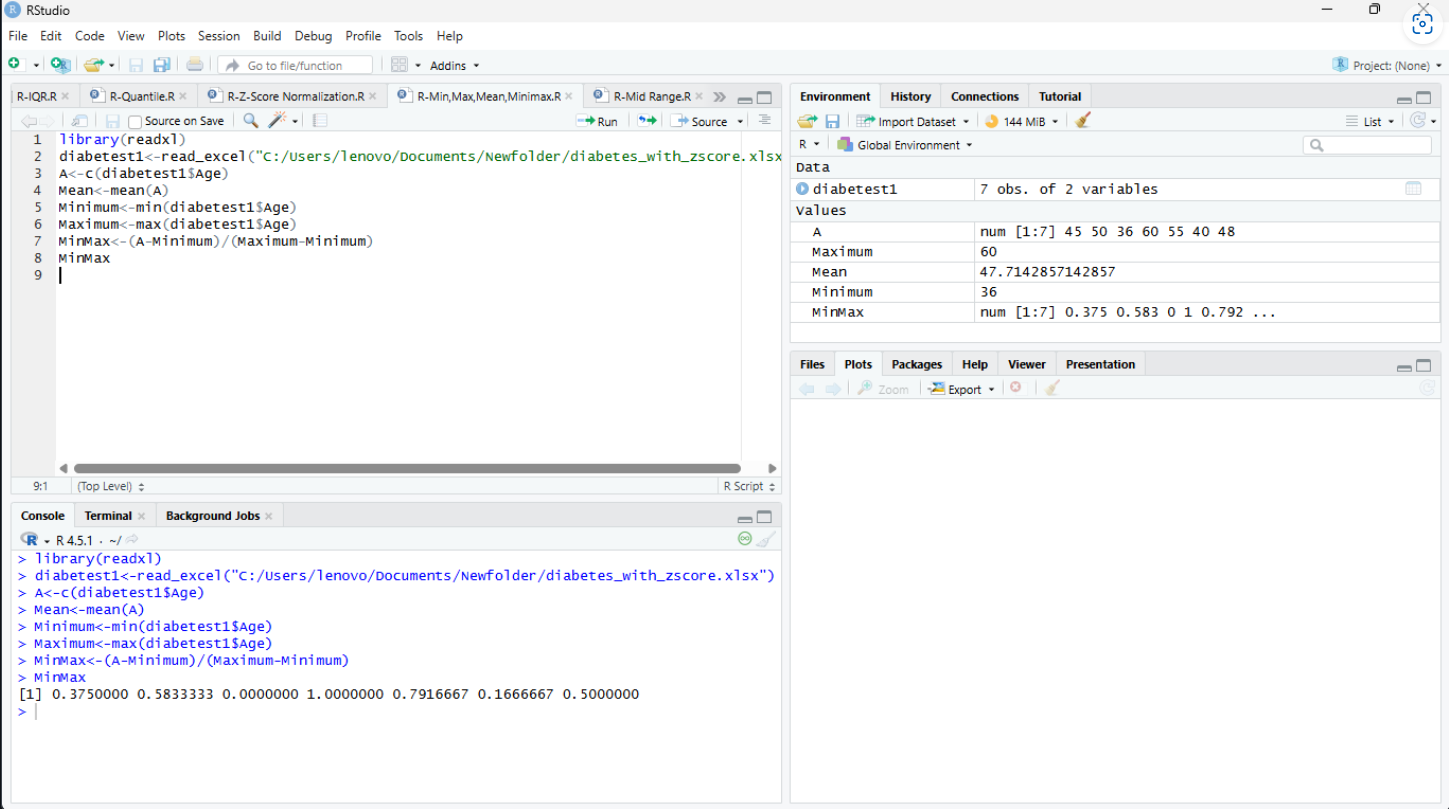 RStudio
File Edit Code View Plots Session Build Debug Profile Tools Help
Go to file/function Addins Project: (None)
R-IQR.R R-Quantile.R R-Z-Score Normalization.R R-Min,Max,Mean,Minimax.R R-Mid Range.R
Source on Save Run Source
1 library(readxl)
2 diabetest1<-read_excel("C:/Users/lenovo/Documents/Newfolder/diabetes_with_zscore.xlsx
3 A<-c(diabetest1$Age)
4 Mean<-mean(A)
5 Minimum<-min(diabetest1$Age)
6 Maximum<-max(diabetest1$Age)
7 MinMax<-(A-Minimum)/(Maximum-Minimum)
8 MinMax
9
9:1 (Top Level) R Script
Console Terminal Background Jobs
R R 4.5.1 · ~/
> library(readxl)
> diabetest1<-read_excel("C:/Users/lenovo/Documents/Newfolder/diabetes_with_zscore.xlsx")
> A<-c(diabetest1$Age)
> Mean<-mean(A)
> Minimum<-min(diabetest1$Age)
> Maximum<-max(diabetest1$Age)
> MinMax<-(A-Minimum)/(Maximum-Minimum)
> MinMax
[1] 0.3750000 0.5833333 0.0000000 1.0000000 0.7916667 0.1666667 0.5000000
>
Environment History Connections Tutorial
Import Dataset 144 MiB List
R Global Environment
Data
diabetest1 7 obs. of 2 variables
Values
A num [1:7] 45 50 36 60 55 40 48
Maximum 60
Mean 47.7142857142857
Minimum 36
MinMax num [1:7] 0.375 0.583 0 1 0.792 ...
Files Plots Packages Help Viewer Presentation
Zoom Export